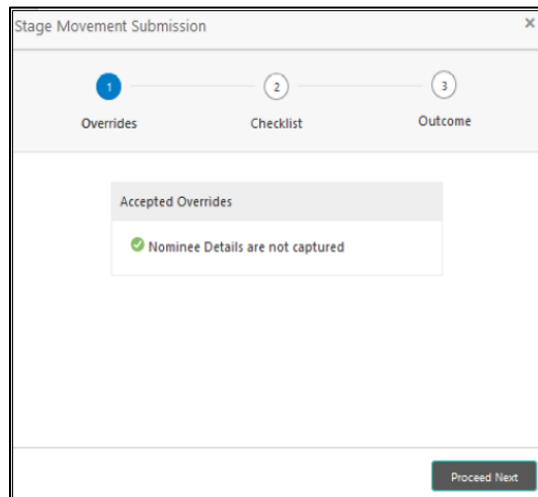 Stage Movement Submission ×
1 2 3
Overrides Checklist Outcome
Accepted Overrides
Nominee Details are not captured
Proceed Next